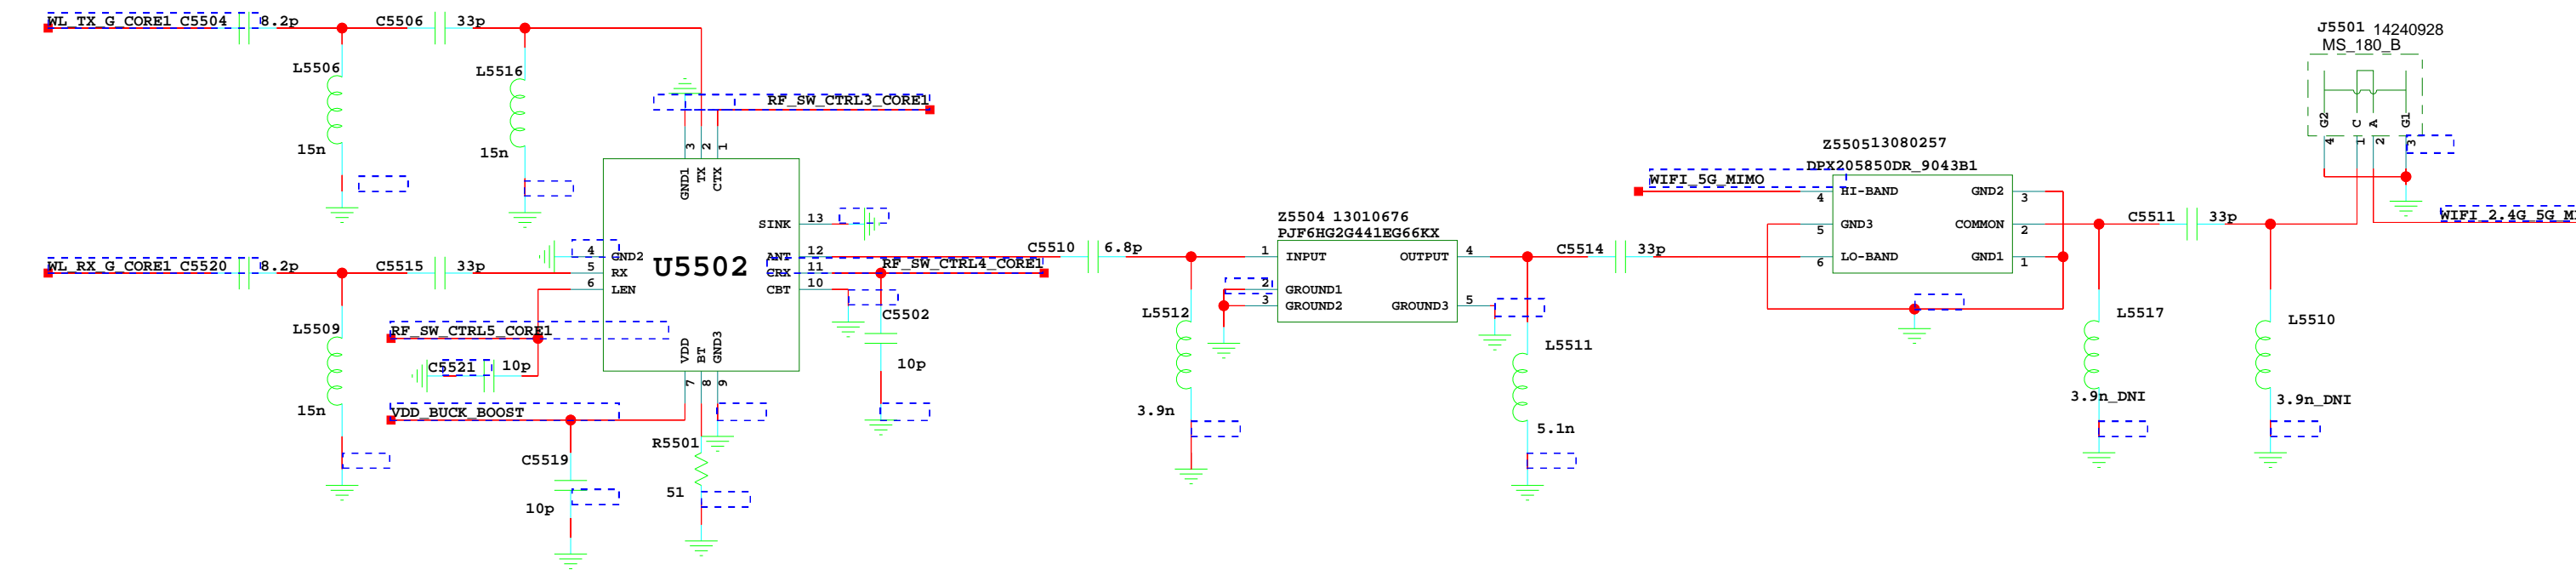 WL_TX_G_CORE1 C5504 8.2p C5506 33p
L5506
15n
L5516
15n
RF_SW_CTRL3_CORE1
3 2 1
GND1 TX CTX
U5502
SINK 13
4 GND2
5 RX
6 LEN
ANT 12
CRX 11
CBT 10
VDD BT GND3
7 8 9
WL_RX_G_CORE1 C5520 8.2p C5515 33p
L5509
15n
RF_SW_CTRL5_CORE1
C5521 10p
VDD_BUCK_BOOST
C5519
10p
R5501
51
RF_SW_CTRL4_CORE1
C5502
10p
C5510 6.8p
L5512
3.9n
Z5504 13010676
PJF6HG2G441EG66KX
1 INPUT OUTPUT 4
2 GROUND1
3 GROUND2 GROUND3 5
C5514 33p
L5511
5.1n
WIFI_5G_MIMO
Z5505 13080257
DPX205850DR_9043B1
4 HI-BAND GND2 3
5 GND3 COMMON 2
6 LO-BAND GND1 1
C5511 33p
L5517
3.9n_DNI
L5510
3.9n_DNI
J5501 14240928
MS_180_B
G2 C A G1
4 1 2 3
WIFI_2.4G_5G_M